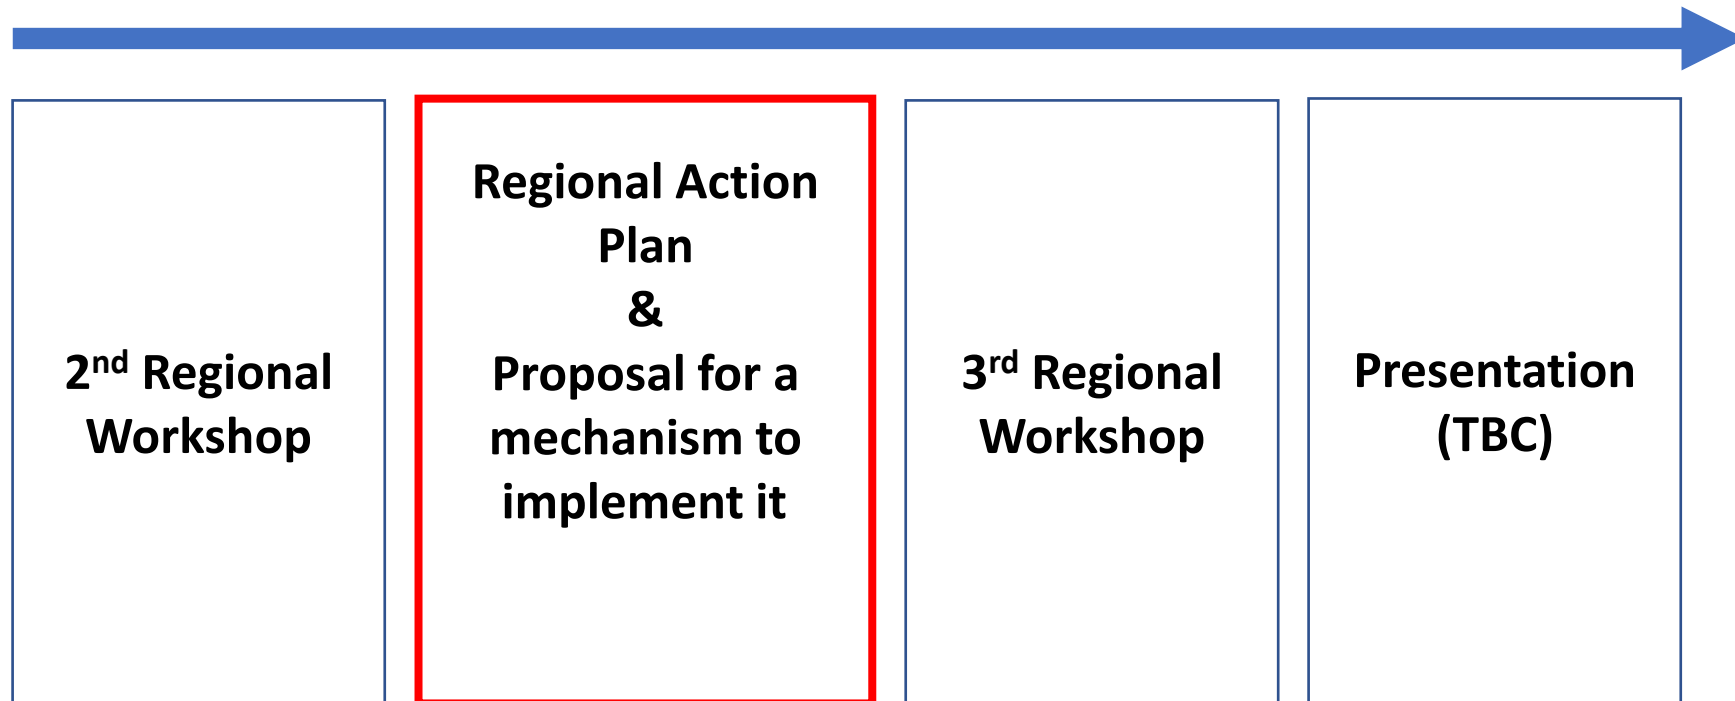 2nd Regional
Workshop
Regional Action
Plan
&
Proposal for a
mechanism to
implement it
3rd Regional
Workshop
Presentation
(TBC)